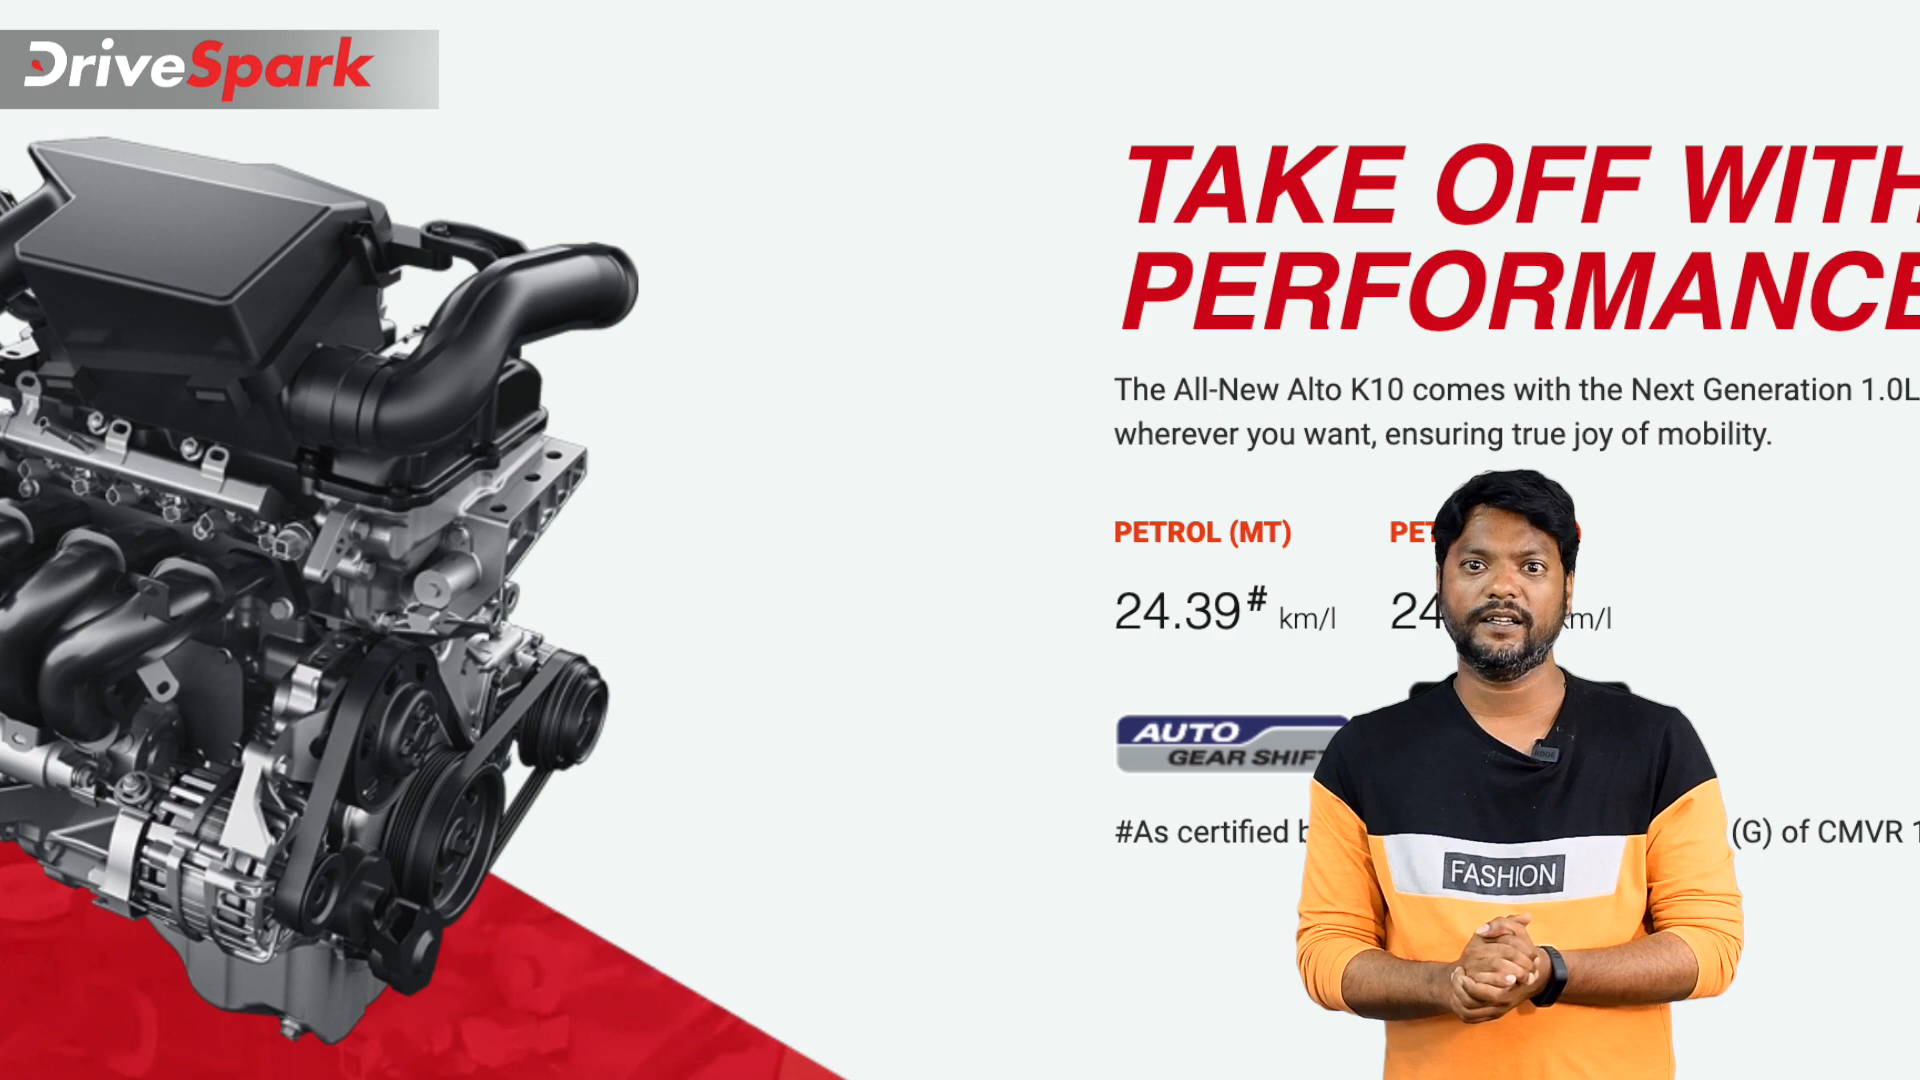 DriveSpark
TAKE OFF WITH
PERFORMANCE
The All-New Alto K10 comes with the Next Generation 1.0L
wherever you want, ensuring true joy of mobility.
PETROL (MT)
24.39# km/l
km/l
AUTO
GEAR SHIFT
#As certified
(G) of CMVR
FASHION
RODE